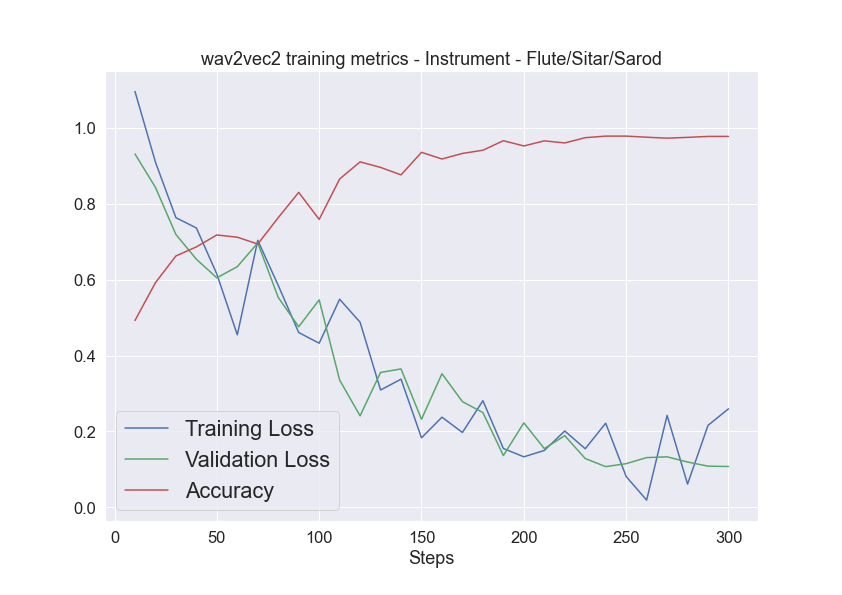 wav2vec2 training metrics - Instrument - Flute/Sitar/Sarod
1.0
0.8
0.6
0.4
0.2
0.0
Training Loss
Validation Loss
Accuracy
0 50 100 150 200 250 300
Steps